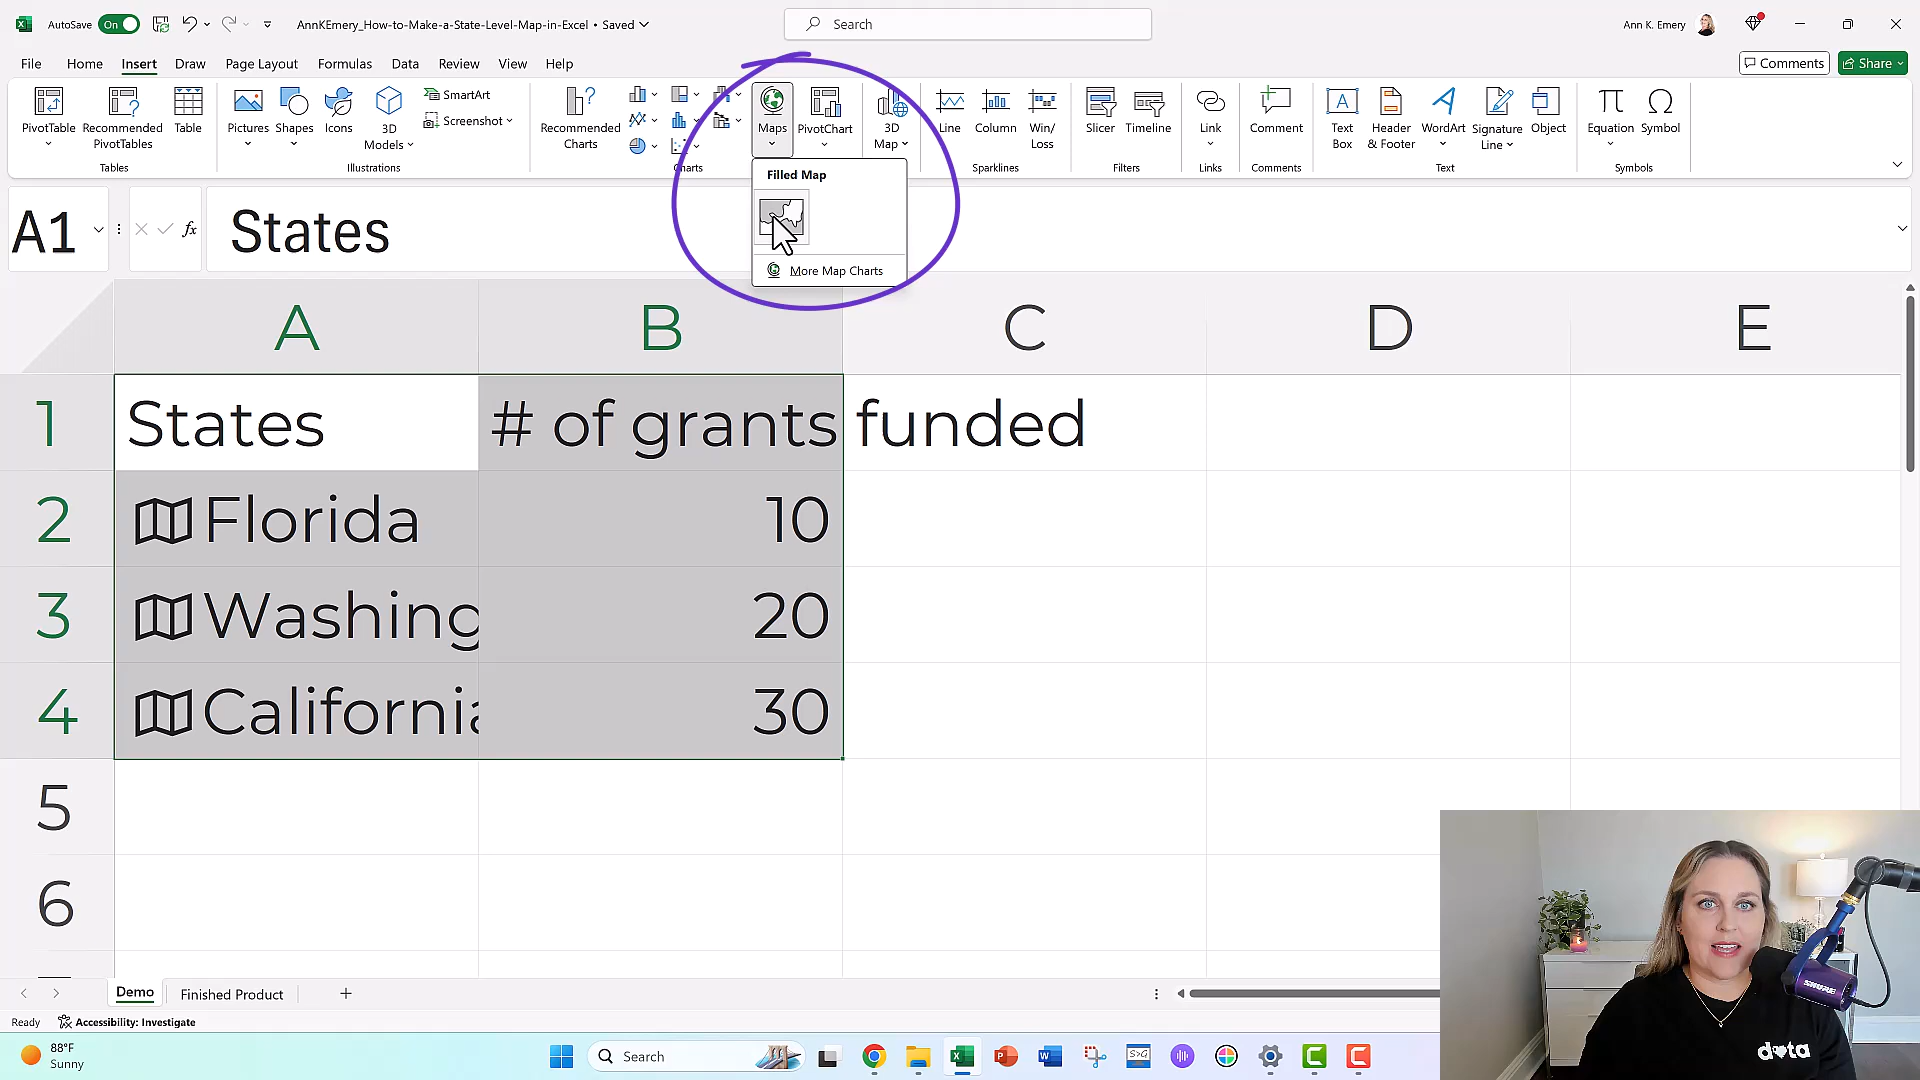 AutoSave On AnnKEmery_How-to-Make-a-State-Level-Map-in-Excel • Saved Search Ann K. Emery
File Home Insert Draw Page Layout Formulas Data Review View Help Comments Share
PivotTable
Recommended
PivotTables
Table
Tables
Pictures
Shapes
Icons
3D
Models
SmartArt
Screenshot
Illustrations
Recommended
Charts
Maps
PivotChart
Charts
3D
Map
Line
Column
Win/
Loss
Sparklines
Slicer
Timeline
Filters
Link
Links
Comment
Comments
Text
Box
Header
& Footer
WordArt
Signature
Line
Object
Text
Equation
Symbol
Symbols
Filled Map
More Map Charts
A1 fx States
A B C D E
1 States # of grants funded
2 Florida 10
3 Washing 20
4 California 30
5
6
Demo Finished Product
Ready Accessibility: Investigate
88°F
Sunny
Search
S>G
SHURE
data